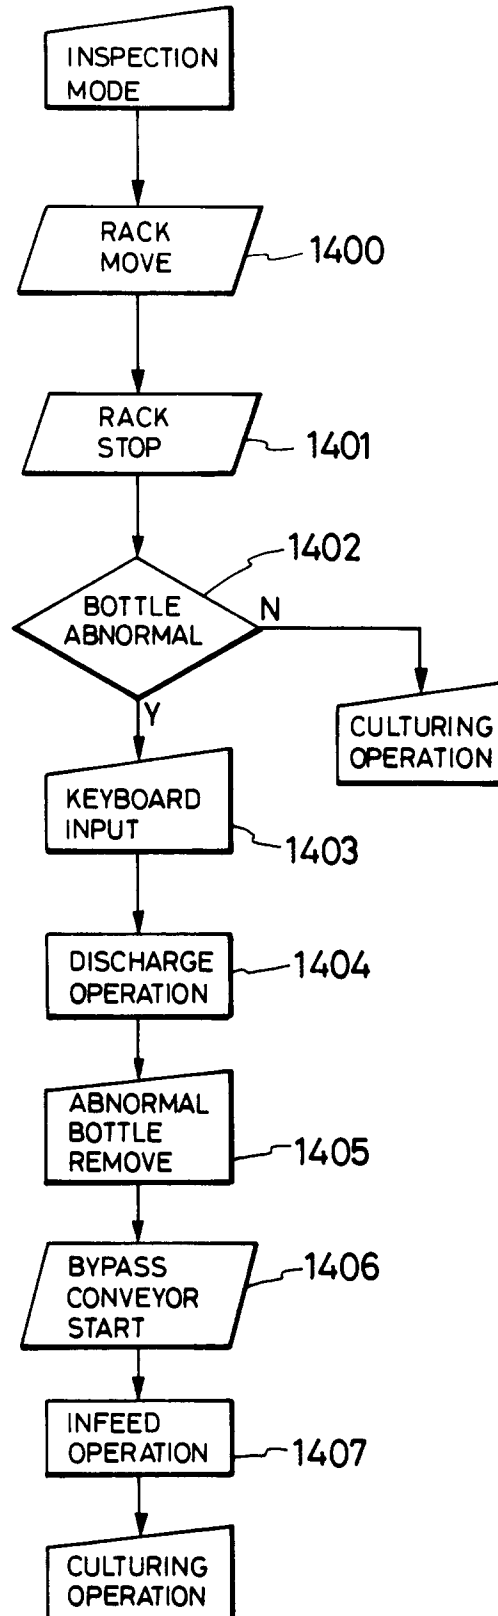 INSPECTION
MODE
RACK
MOVE
1400
RACK
STOP
1401
1402
BOTTLE
ABNORMAL
N
Y
CULTURING
OPERATION
KEYBOARD
INPUT
1403
DISCHARGE
OPERATION
1404
ABNORMAL
BOTTLE
REMOVE
1405
BYPASS
CONVEYOR
START
1406
INFEED
OPERATION
1407
CULTURING
OPERATION